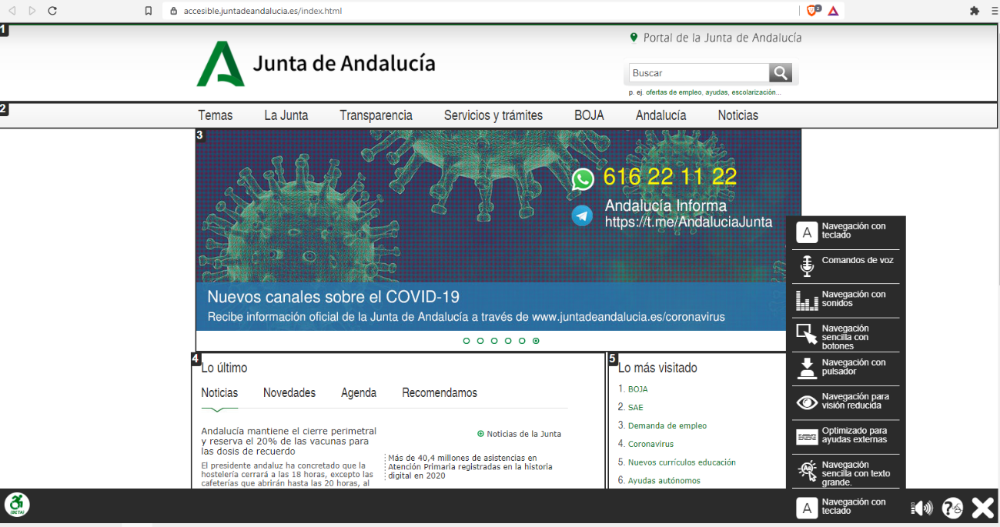 accesible.juntadeandalucia.es/index.html
2
1
Junta de Andalucía
Portal de la Junta de Andalucía
Buscar
p. ej. ofertas de empleo, ayudas, escolarización...
2
Temas
La Junta
Transparencia
Servicios y trámites
BOJA
Andalucía
Noticias
3
616 22 11 22
Andalucía Informa
https://t.me/AndaluciaJunta
Nuevos canales sobre el COVID-19
Recibe información oficial de la Junta de Andalucía a través de www.juntadeandalucia.es/coronavirus
4
Lo último
Noticias
Novedades
Agenda
Recomendamos
Andalucía mantiene el cierre perimetral
y reserva el 20% de las vacunas para
las dosis de recuerdo
El presidente andaluz ha concretado que la
hostelería cerrará a las 18 horas, excepto las
cafeterías que abrirán hasta las 20 horas, al
Noticias de la Junta
Más de 40,4 millones de asistencias en
Atención Primaria registradas en la historia
digital en 2020
5
Lo más visitado
1. BOJA
2. SAE
3. Demanda de empleo
4. Coronavirus
5. Nuevos currículos educación
6. Ayudas autónomos
A
Navegación con
teclado
Comandos de voz
Navegación con
sonidos
Navegación
sencilla con
botones
Navegación con
pulsador
Navegación para
visión reducida
Optimizado para
ayudas externas
Aa
Navegación
sencilla con texto
grande.
(BETA)
A
Navegación con
teclado
?